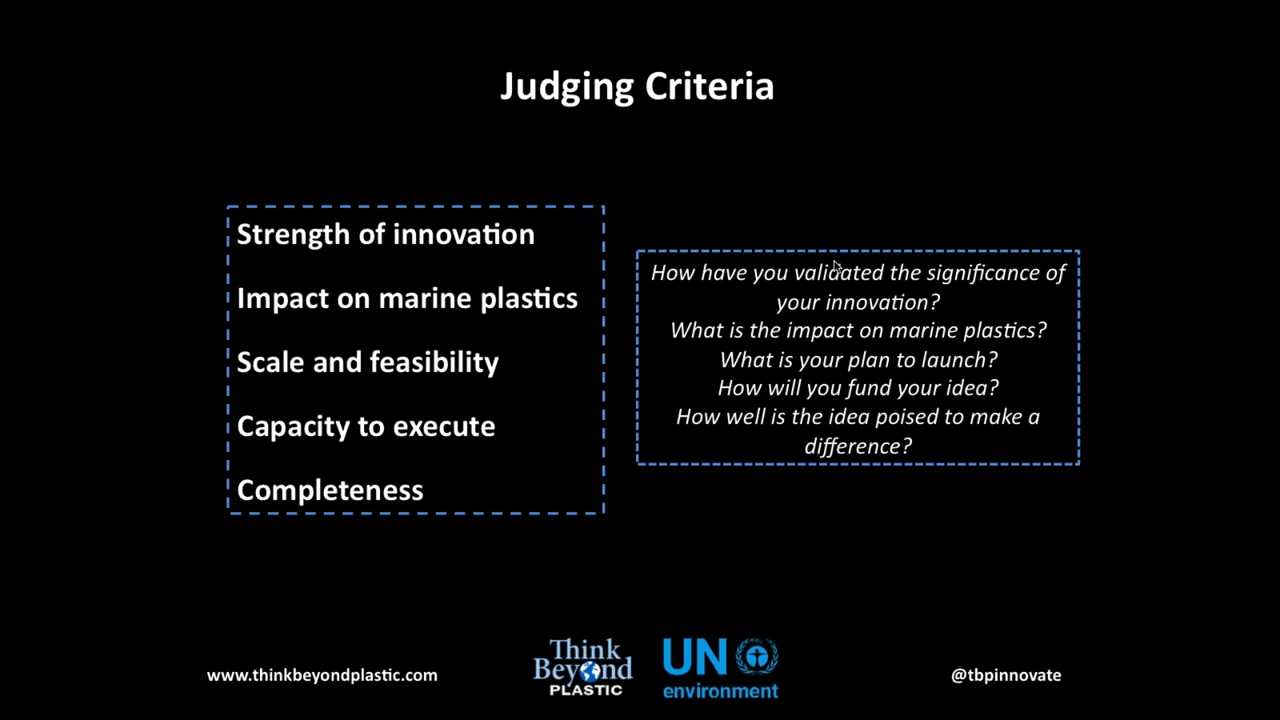 Judging Criteria
Strength of innovation
Impact on marine plastics
Scale and feasibility
Capacity to execute
Completeness
How have you validated the significance of
your innovation?
What is the impact on marine plastics?
What is your plan to launch?
How will you fund your idea?
How well is the idea poised to make a
difference?
www.thinkbeyondplastic.com
Think
Beyond
PLASTIC
UN
environment
@tbpinnovate